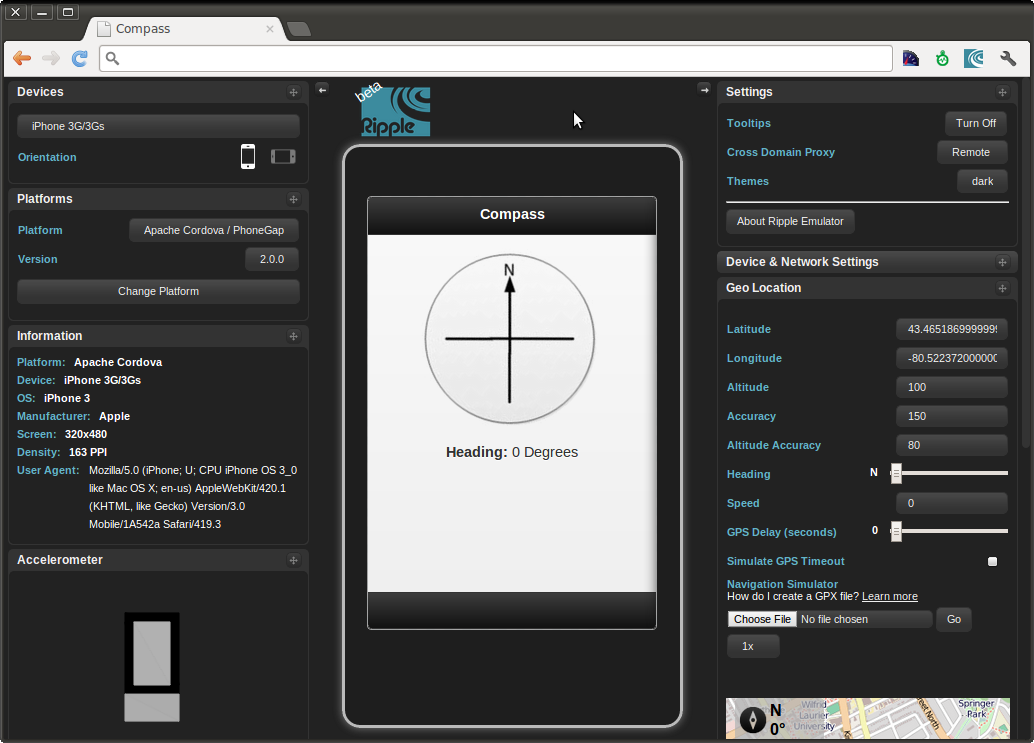 Compass
Devices
iPhone 3G/3Gs
Orientation
Platforms
Platform Apache Cordova / PhoneGap
Version 2.0.0
Change Platform
Information
Platform: Apache Cordova
Device: iPhone 3G/3Gs
OS: iPhone 3
Manufacturer: Apple
Screen: 320x480
Density: 163 PPI
User Agent: Mozilla/5.0 (iPhone; U; CPU iPhone OS 3_0
like Mac OS X; en-us) AppleWebKit/420.1
(KHTML, like Gecko) Version/3.0
Mobile/1A542a Safari/419.3
Accelerometer
beta
Ripple
Compass
N
Heading: 0 Degrees
Settings
Tooltips Turn Off
Cross Domain Proxy Remote
Themes dark
About Ripple Emulator
Device & Network Settings
Geo Location
Latitude 43.465186999999
Longitude -80.522372000000
Altitude 100
Accuracy 150
Altitude Accuracy 80
Heading N
Speed 0
GPS Delay (seconds) 0
Simulate GPS Timeout
Navigation Simulator
How do I create a GPX file? Learn more
Choose File No file chosen Go
1x
N
0°
Wilfrid
Laurier
University
Street North
Springer
Park